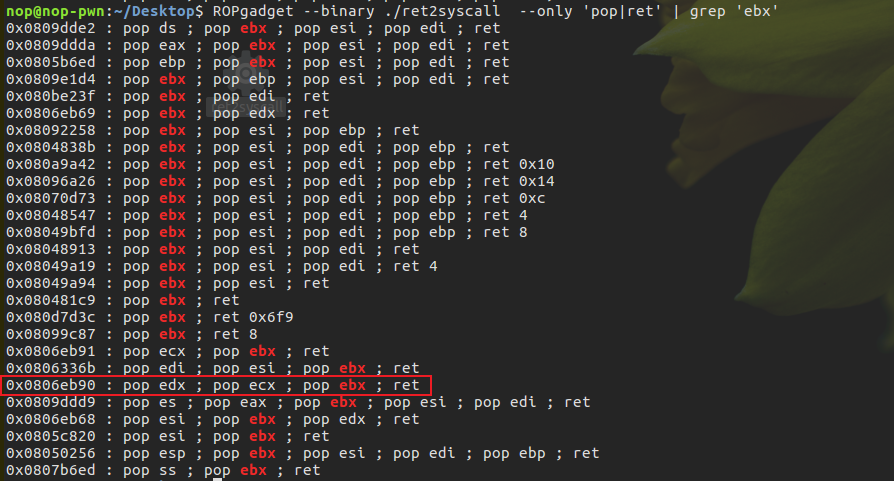 nop@nop-pwn:~/Desktop$ ROPgadget --binary ./ret2syscall  --only 'pop|ret' | grep 'ebx'
0x0809dde2 : pop ds ; pop ebx ; pop esi ; pop edi ; ret
0x0809ddda : pop eax ; pop ebx ; pop esi ; pop edi ; ret
0x0805b6ed : pop ebp ; pop ebx ; pop esi ; pop edi ; ret
0x0809e1d4 : pop ebx ; pop ebp ; pop esi ; pop edi ; ret
0x080be23f : pop ebx ; pop edi ; ret
0x0806eb69 : pop ebx ; pop edx ; ret
0x08092258 : pop ebx ; pop esi ; pop ebp ; ret
0x0804838b : pop ebx ; pop esi ; pop edi ; pop ebp ; ret
0x080a9a42 : pop ebx ; pop esi ; pop edi ; pop ebp ; ret 0x10
0x08096a26 : pop ebx ; pop esi ; pop edi ; pop ebp ; ret 0x14
0x08070d73 : pop ebx ; pop esi ; pop edi ; pop ebp ; ret 0xc
0x08048547 : pop ebx ; pop esi ; pop edi ; pop ebp ; ret 4
0x08049bfd : pop ebx ; pop esi ; pop edi ; pop ebp ; ret 8
0x08048913 : pop ebx ; pop esi ; pop edi ; ret
0x08049a19 : pop ebx ; pop esi ; pop edi ; ret 4
0x08049a94 : pop ebx ; pop esi ; ret
0x080481c9 : pop ebx ; ret
0x080d7d3c : pop ebx ; ret 0x6f9
0x08099c87 : pop ebx ; ret 8
0x0806eb91 : pop ecx ; pop ebx ; ret
0x0806336b : pop edi ; pop esi ; pop ebx ; ret
0x0806eb90 : pop edx ; pop ecx ; pop ebx ; ret
0x0809ddd9 : pop es ; pop eax ; pop ebx ; pop esi ; pop edi ; ret
0x0806eb68 : pop esi ; pop ebx ; pop edx ; ret
0x0805c820 : pop esi ; pop ebx ; ret
0x08050256 : pop esp ; pop ebx ; pop esi ; pop edi ; pop ebp ; ret
0x0807b6ed : pop ss ; pop ebx ; ret